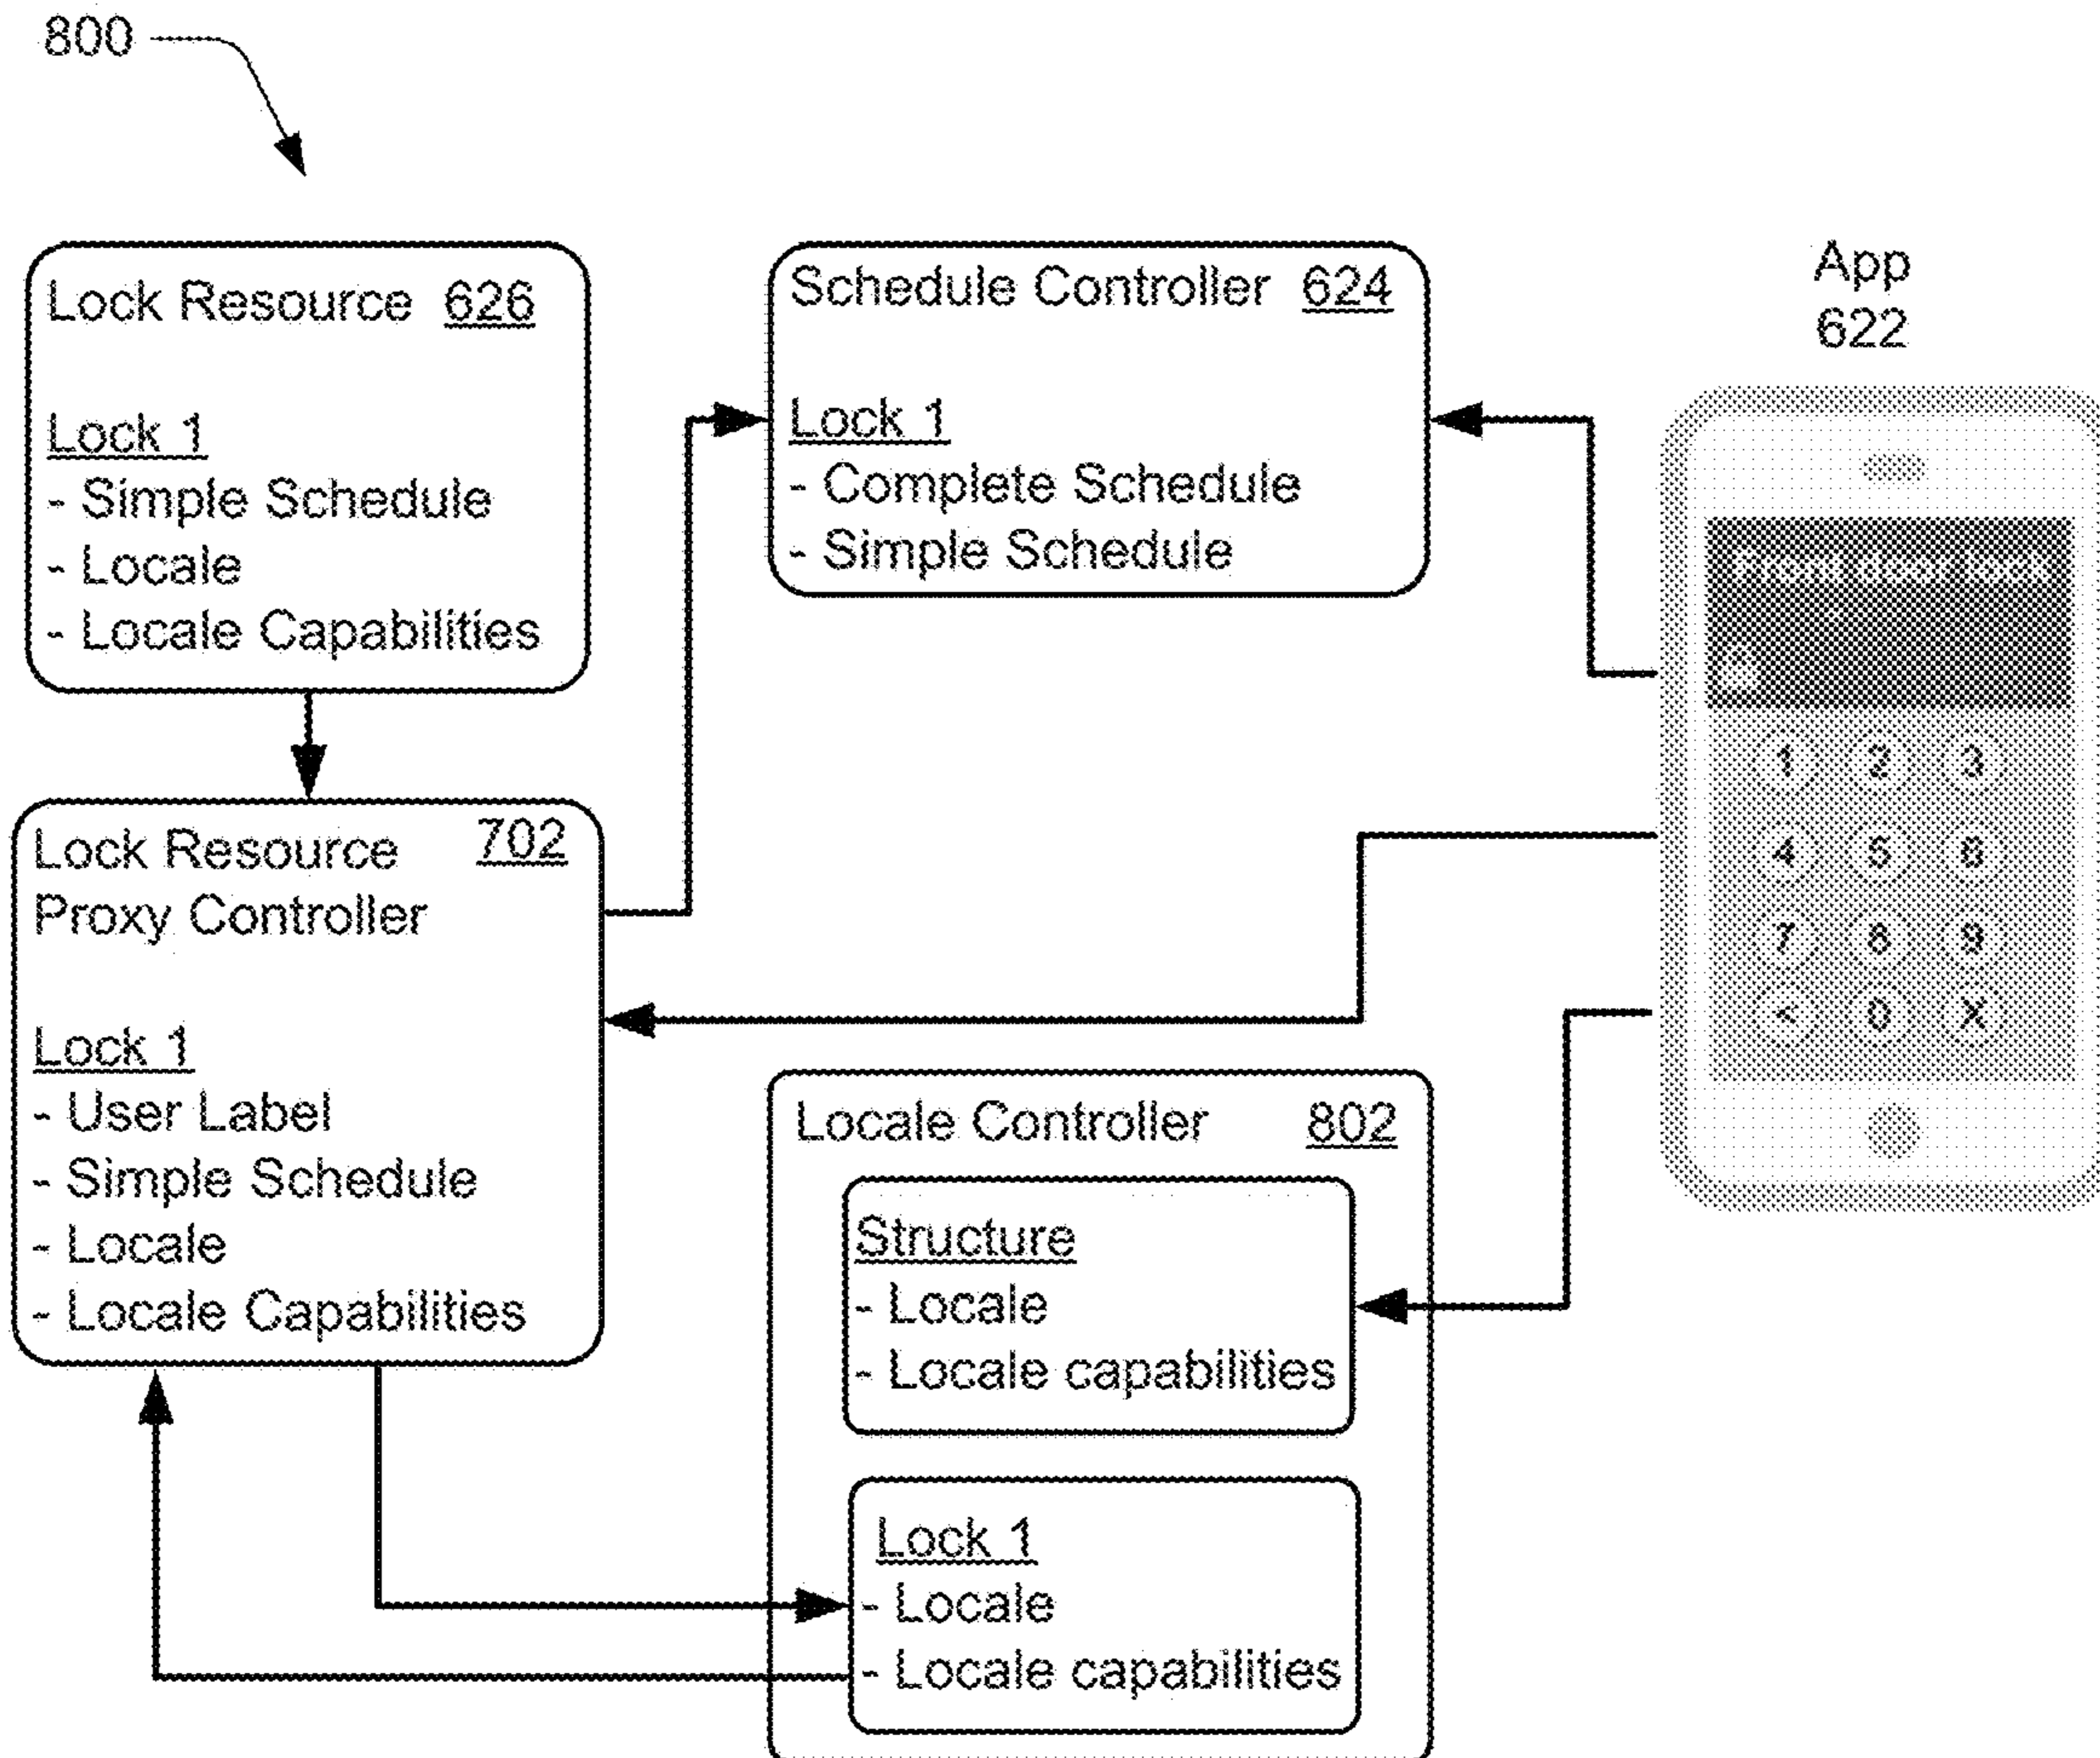 800
Lock Resource 626
Lock 1
- Simple Schedule
- Locale
- Locale Capabilities
Schedule Controller 624
Lock 1
- Complete Schedule
- Simple Schedule
App
622
Lock Resource 702
Proxy Controller
Lock 1
- User Label
- Simple Schedule
- Locale
- Locale Capabilities
Locale Controller 802
Structure
- Locale
- Locale capabilities
Lock 1
- Locale
- Locale capabilities
Front door lock
1 2 3
4 5 6
7 8 9
< 0 X